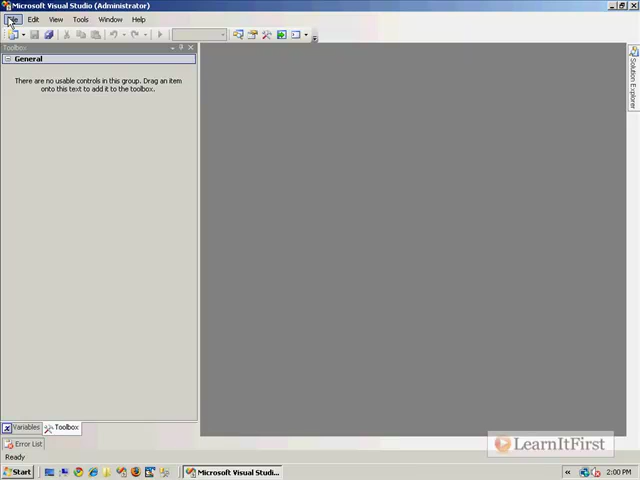 Microsoft Visual Studio (Administrator)
File Edit View Tools Window Help
Toolbox
General
There are no usable controls in this group. Drag an item
onto this text to add it to the toolbox.
Solution Explorer
Variables Toolbox
Error List
Ready
LearnItFirst
Start Microsoft Visual Studi... « 2:00 PM